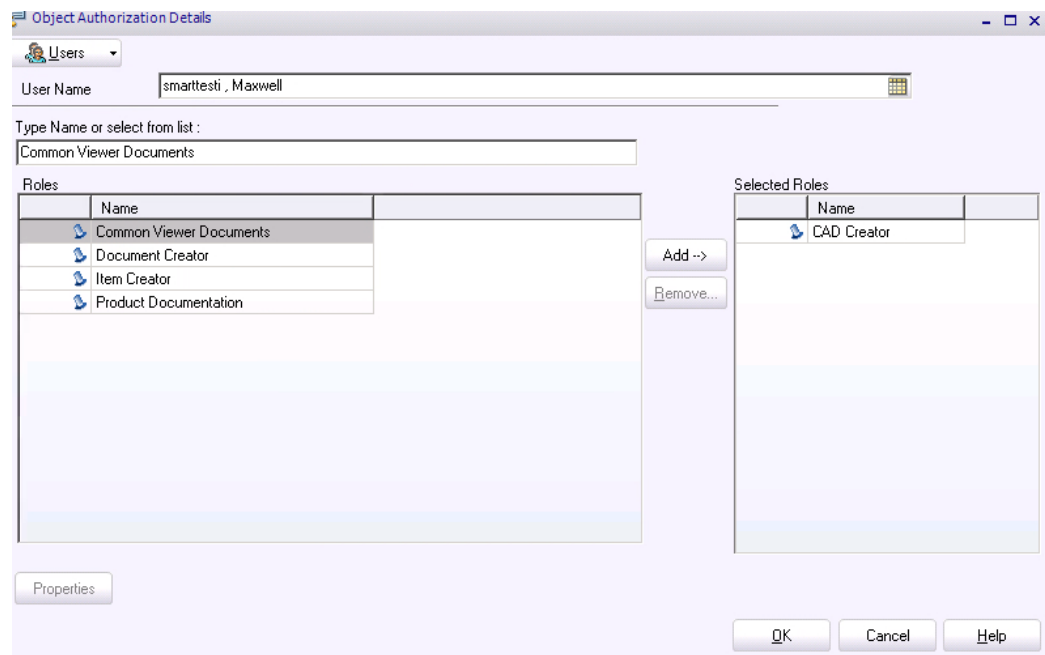 Object Authorization Details
Users
User Name
smarttesti , Maxwell
Type Name or select from list :
Common Viewer Documents
Roles
Name
Common Viewer Documents
Document Creator
Item Creator
Product Documentation
Add -->
Remove...
Selected Roles
Name
CAD Creator
Properties
OK
Cancel
Help